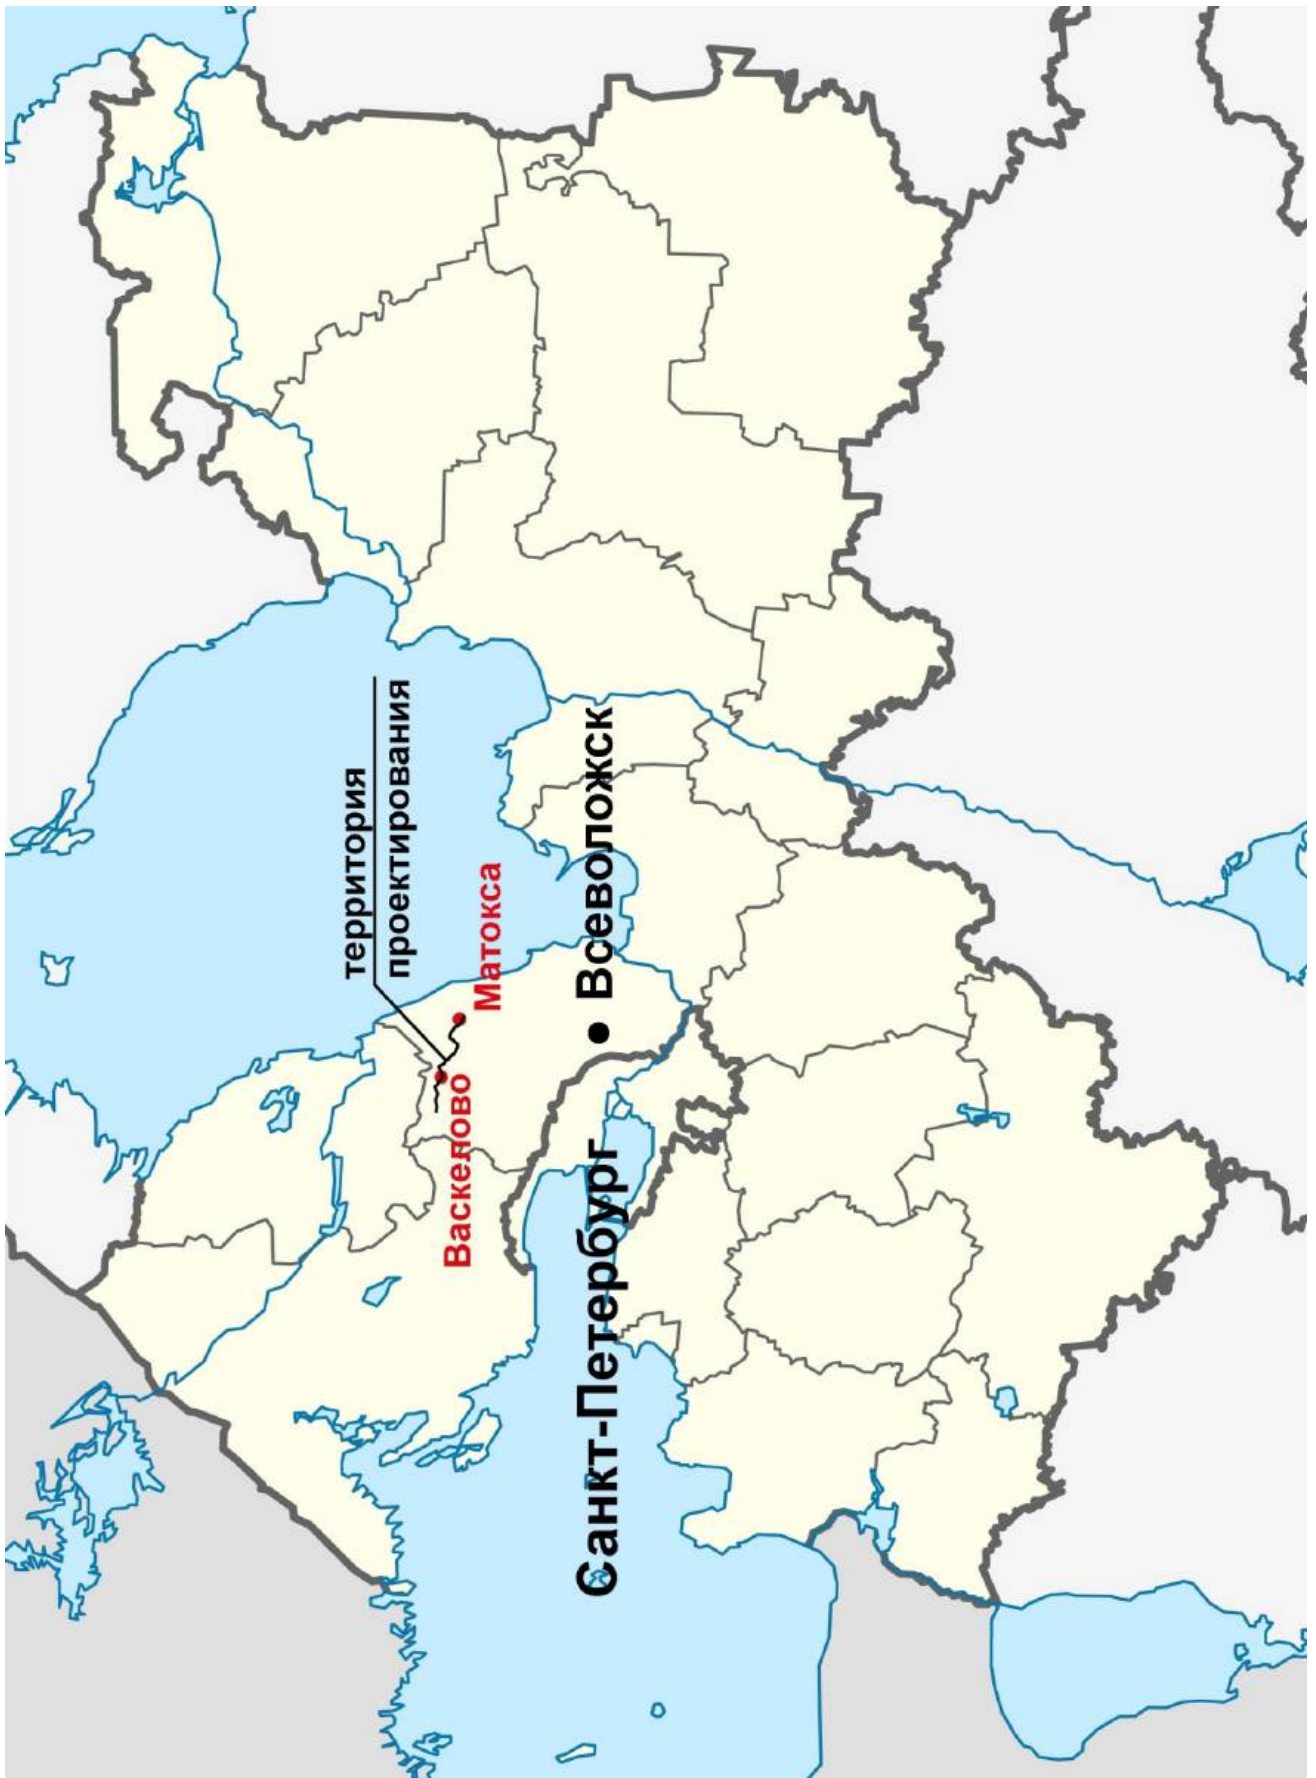 территория
проектирования
Васкелово
Матокса
Санкт-Петербург
Всеволожск